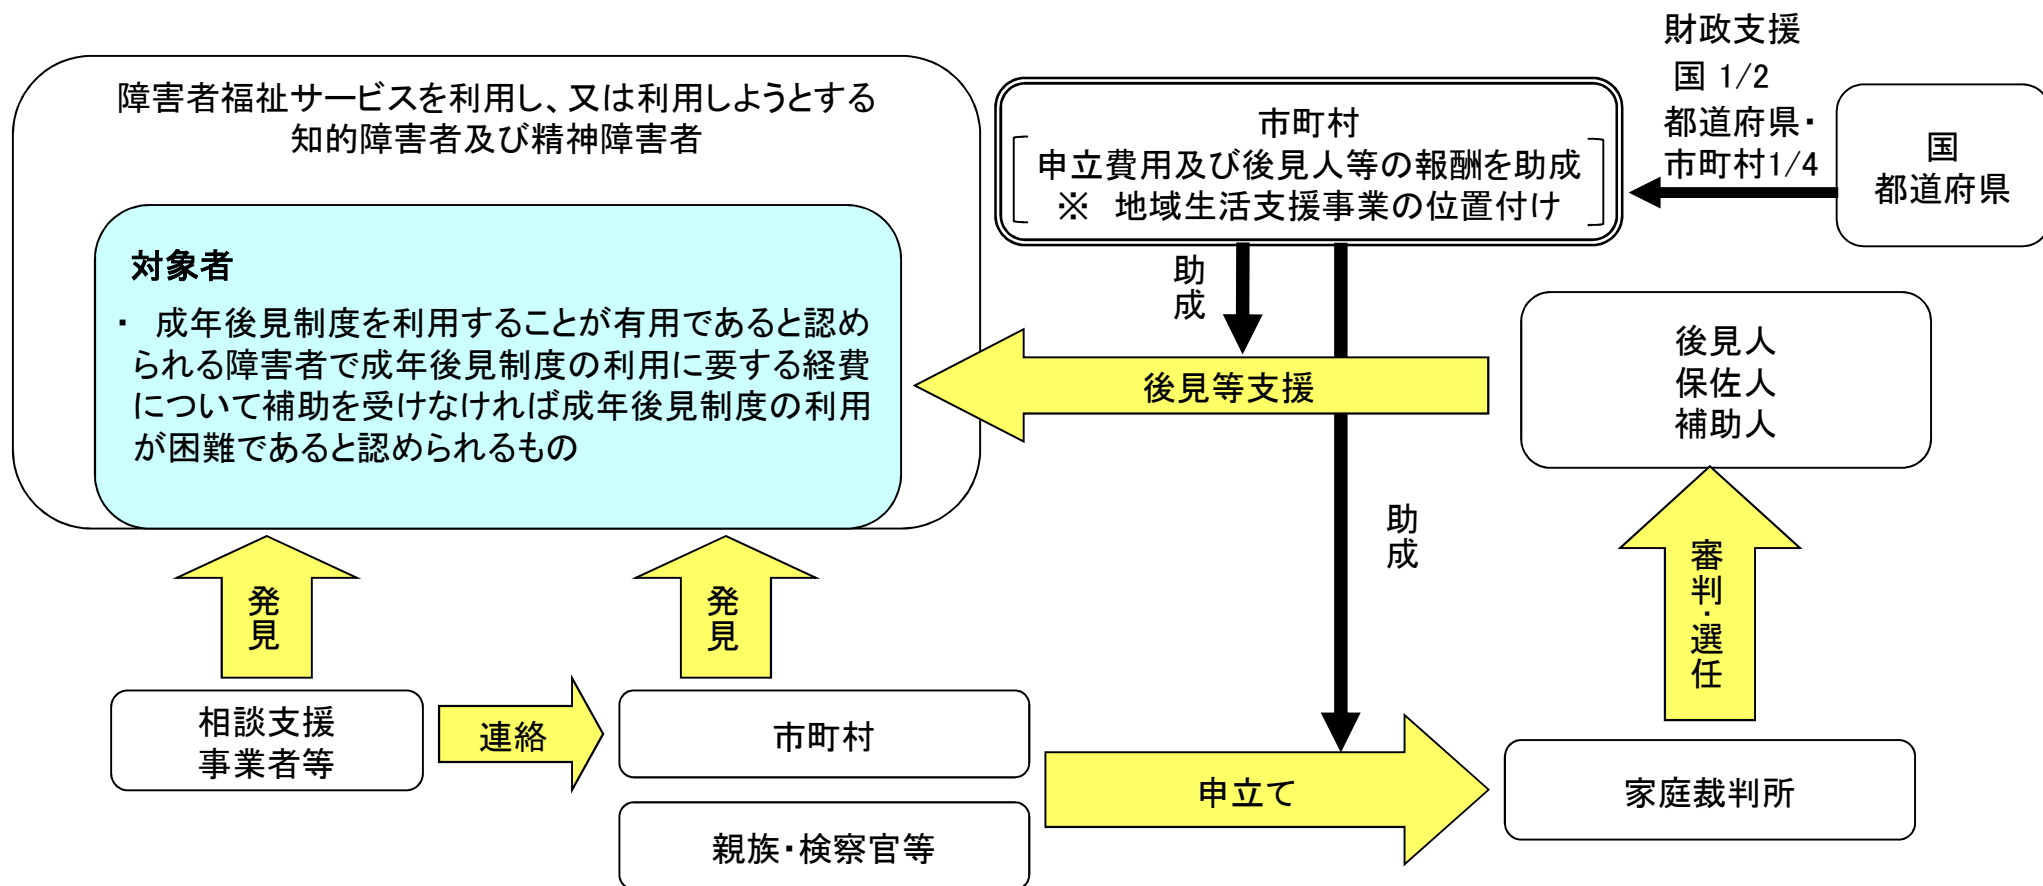 障害者福祉サービスを利用し、又は利用しようとする
知的障害者及び精神障害者
対象者
・ 成年後見制度を利用することが有用であると認め
られる障害者で成年後見制度の利用に要する経費
について補助を受けなければ成年後見制度の利用
が困難であると認められるもの
市町村
申立費用及び後見人等の報酬を助成
※ 地域生活支援事業の位置付け
財政支援
国 1/2
都道府県・
市町村1/4
国
都道府県
助成
後見等支援
後見人
保佐人
補助人
助成
発見
発見
審判・選任
相談支援
事業者等
連絡
市町村
親族・検察官等
申立て
家庭裁判所